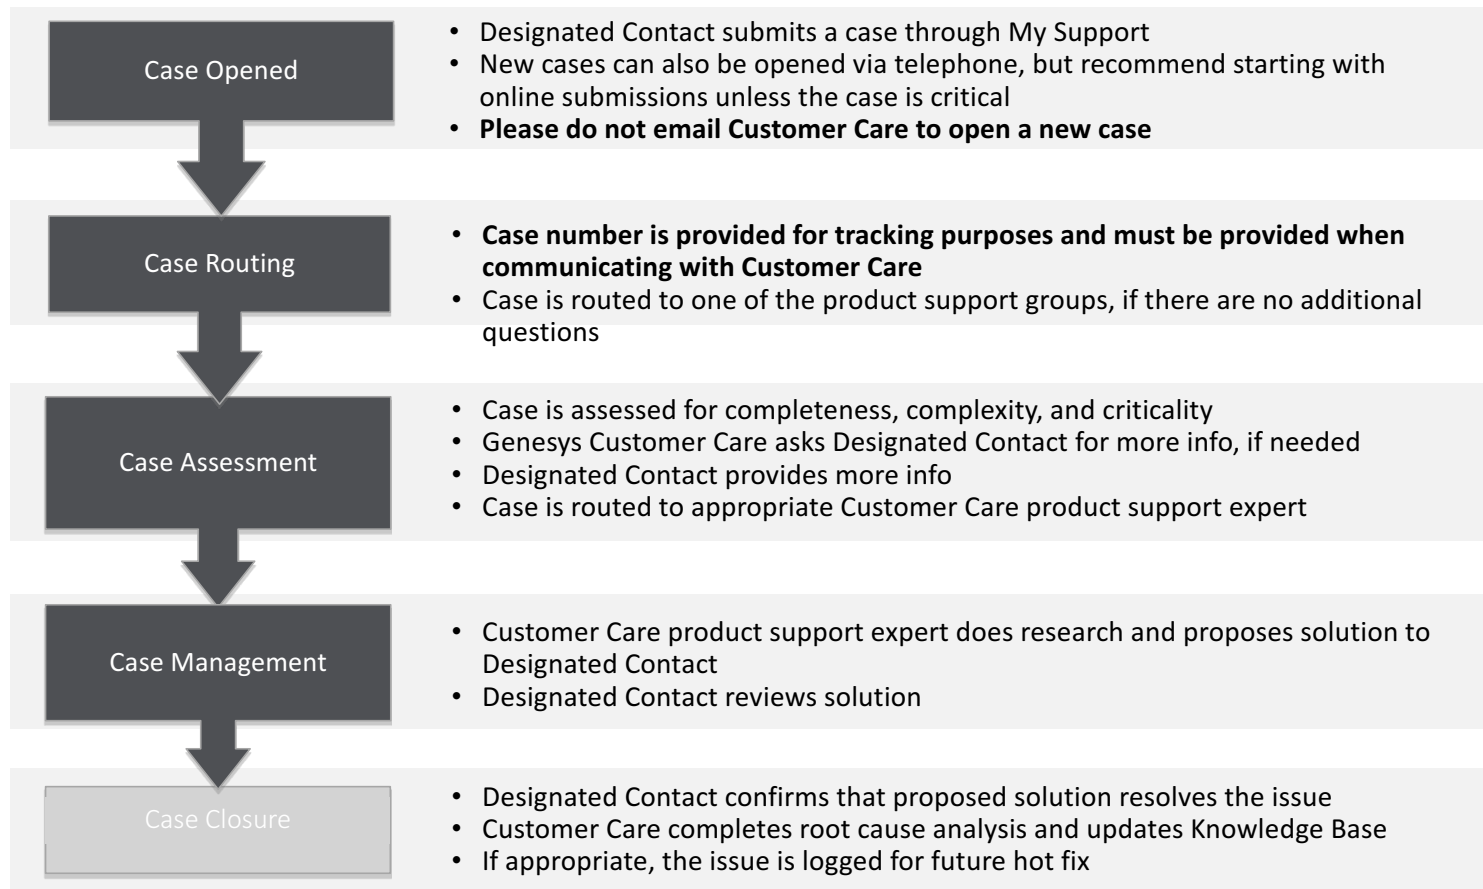 Case Opened
• Designated Contact submits a case through My Support
• New cases can also be opened via telephone, but recommend starting with
online submissions unless the case is critical
• Please do not email Customer Care to open a new case
Case Routing
• Case number is provided for tracking purposes and must be provided when
communicating with Customer Care
• Case is routed to one of the product support groups, if there are no additional
questions
Case Assessment
• Case is assessed for completeness, complexity, and criticality
• Genesys Customer Care asks Designated Contact for more info, if needed
• Designated Contact provides more info
• Case is routed to appropriate Customer Care product support expert
Case Management
• Customer Care product support expert does research and proposes solution to
Designated Contact
• Designated Contact reviews solution
Case Closure
• Designated Contact confirms that proposed solution resolves the issue
• Customer Care completes root cause analysis and updates Knowledge Base
• If appropriate, the issue is logged for future hot fix